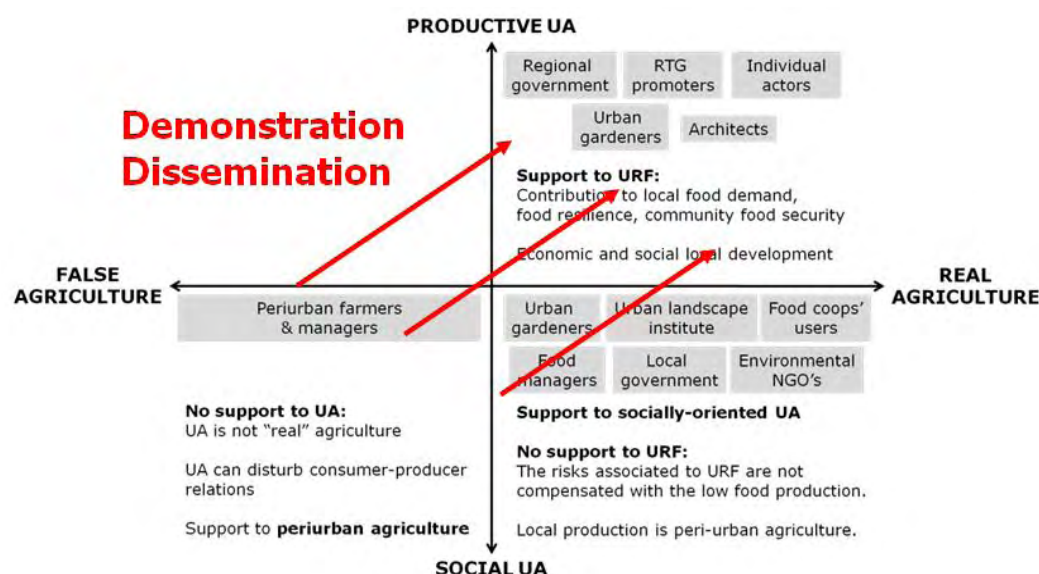 PRODUCTIVE UA
Regional
government
RTG
promoters
Individual
actors
Urban
gardeners
Architects
Demonstration
Dissemination
Support to URF:
Contribution to local food demand,
food resilience, community food security
Economic and social local development
FALSE
AGRICULTURE
REAL
AGRICULTURE
Periurban farmers
& managers
Urban
gardeners
Urban landscape
institute
Food coops'
users
Food
managers
Local
government
Environmental
NGO's
No support to UA:
UA is not "real" agriculture
UA can disturb consumer-producer
relations
Support to periurban agriculture
Support to socially-oriented UA
No support to URF:
The risks associated to URF are not
compensated with the low food production.
Local production is peri-urban agriculture.
SOCIAL UA